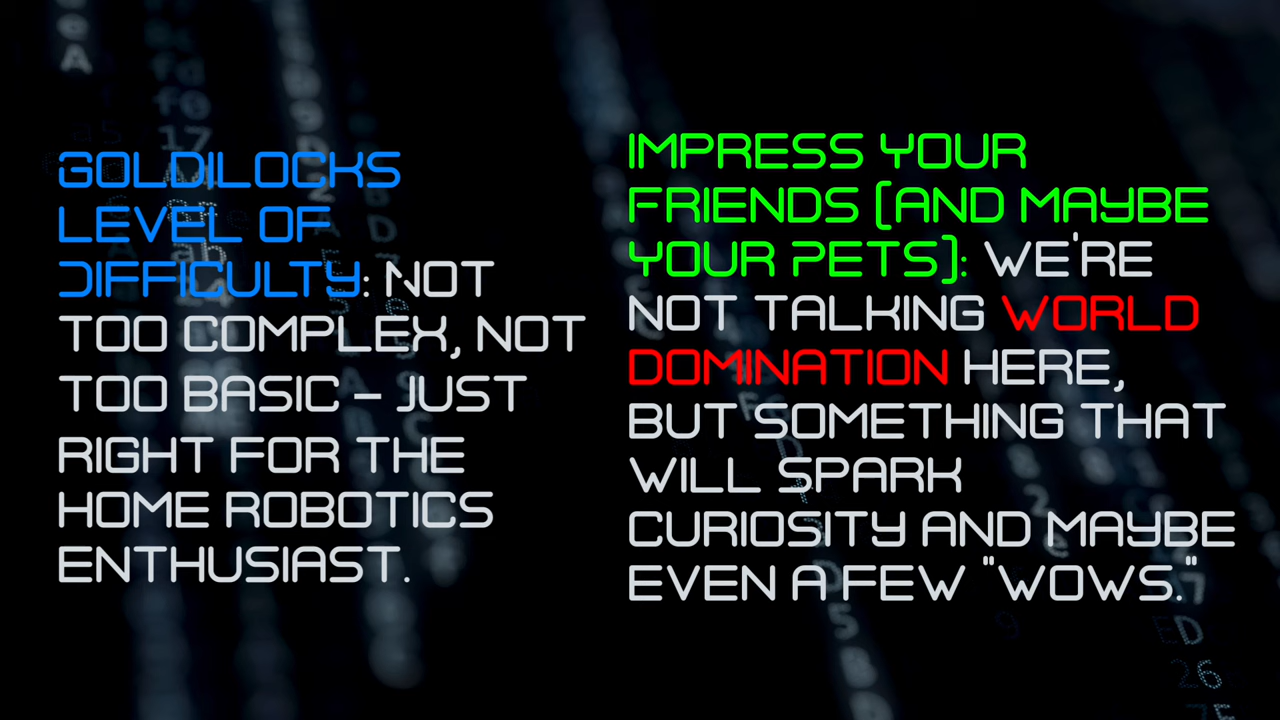 GOLDILOCKS
LEVEL OF
DIFFICULTY: NOT
TOO COMPLEX, NOT
TOO BASIC – JUST
RIGHT FOR THE
HOME ROBOTICS
ENTHUSIAST.
IMPRESS YOUR
FRIENDS (AND MAYBE
YOUR PETS): WE'RE
NOT TALKING WORLD
DOMINATION HERE,
BUT SOMETHING THAT
WILL SPARK
CURIOSITY AND MAYBE
EVEN A FEW "WOWS."